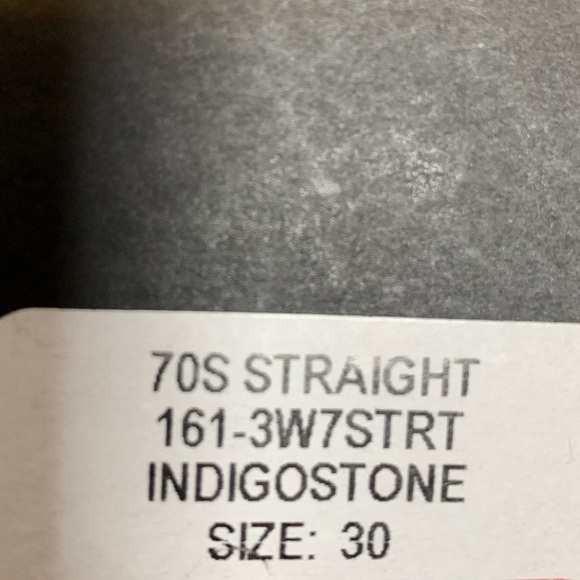 70S STRAIGHT
161-3W7STRT
INDIGOSTONE
SIZE: 30